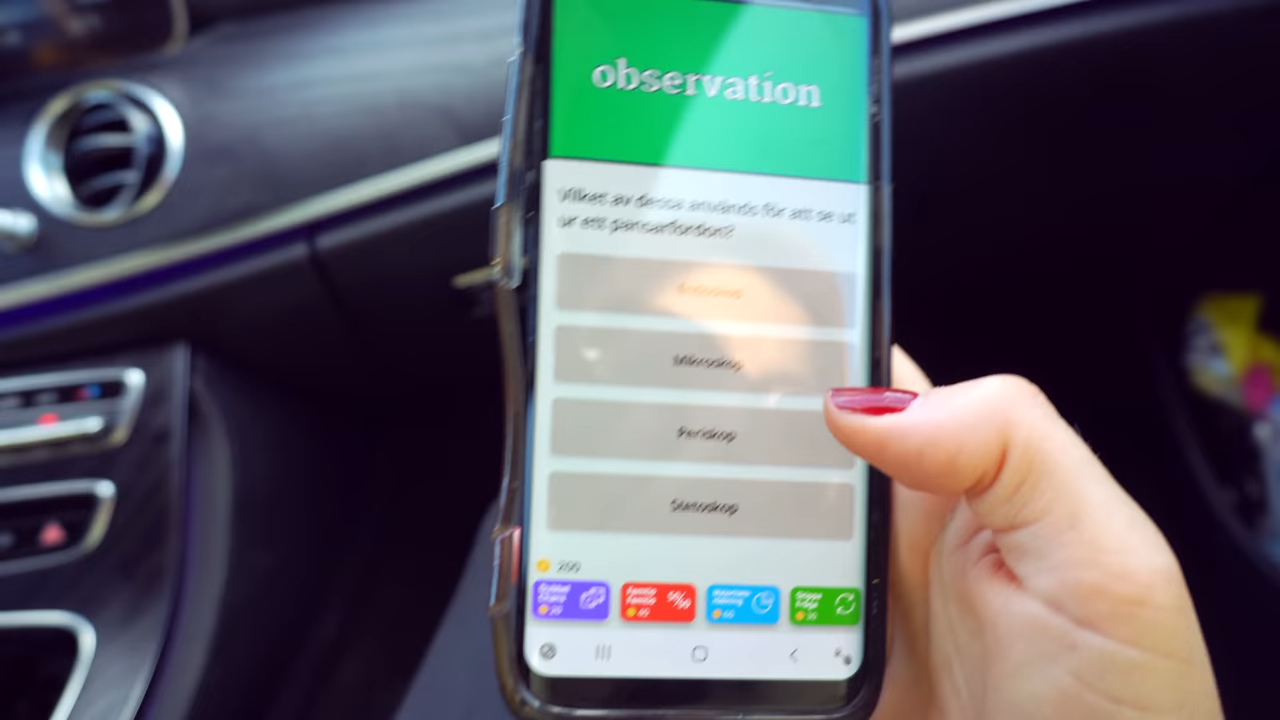 observation
Vilket av dessa används för att se ut
ur ett pansarfordon?
Mikroskop
Periskop
Stetoskop
200